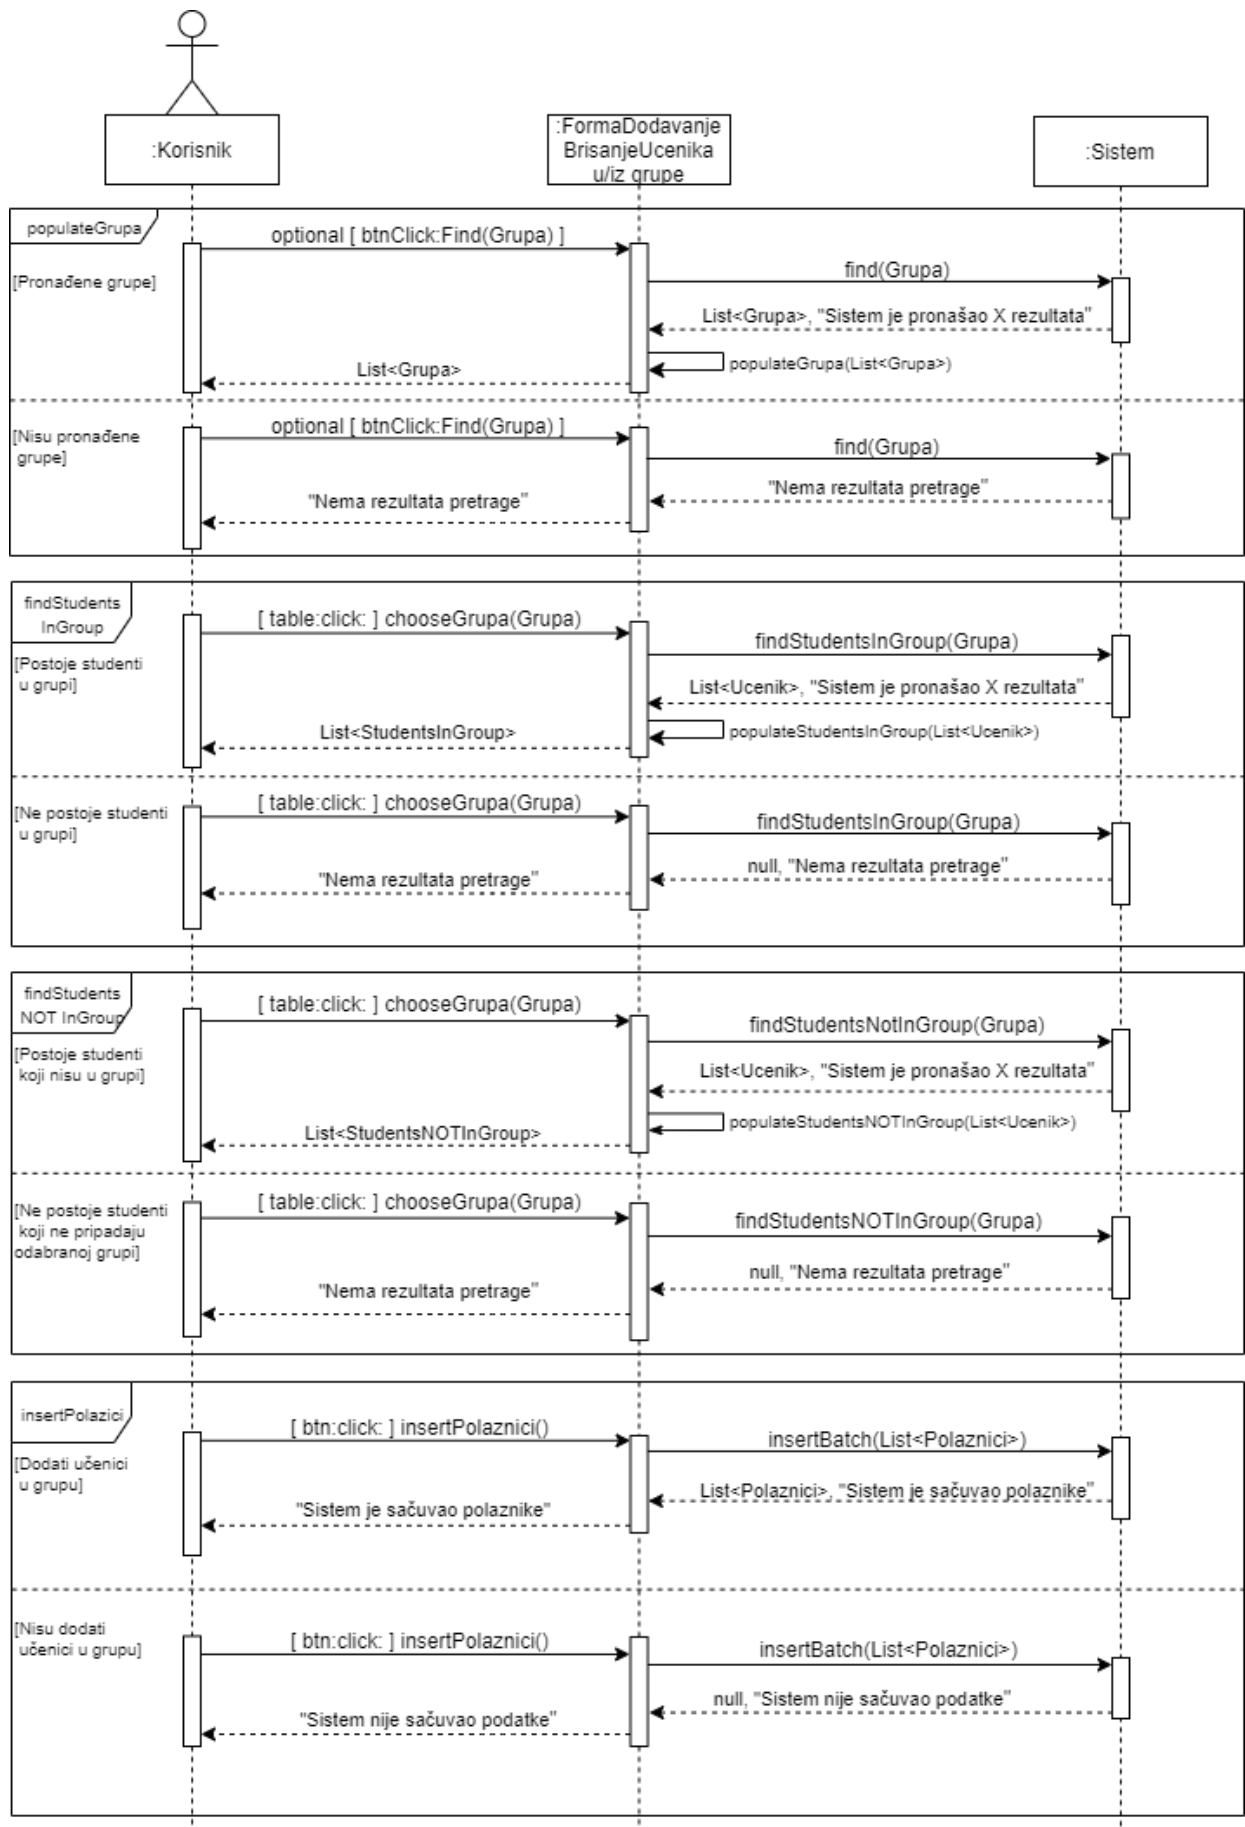 :Korisnik
:FormaDodavanje
BrisanjeUcenika
u/iz grupe
:Sistem
populateGrupa
optional [ btnClick:Find(Grupa) ]
[Pronađene grupe]
find(Grupa)
List<Grupa>, "Sistem je pronašao X rezultata"
populateGrupa(List<Grupa>)
List<Grupa>
[Nisu pronađene
grupe]
optional [ btnClick:Find(Grupa) ]
find(Grupa)
"Nema rezultata pretrage"
"Nema rezultata pretrage"
findStudents
InGroup
[ table:click: ] chooseGrupa(Grupa)
[Postoje studenti
u grupi]
findStudentsInGroup(Grupa)
List<Ucenik>, "Sistem je pronašao X rezultata"
populateStudentsInGroup(List<Ucenik>)
List<StudentsInGroup>
[Ne postoje studenti
u grupi]
[ table:click: ] chooseGrupa(Grupa)
findStudentsInGroup(Grupa)
null, "Nema rezultata pretrage"
"Nema rezultata pretrage"
findStudents
NOT InGroup
[ table:click: ] chooseGrupa(Grupa)
[Postoje studenti
koji nisu u grupi]
findStudentsNotInGroup(Grupa)
List<Ucenik>, "Sistem je pronašao X rezultata"
populateStudentsNOTInGroup(List<Ucenik>)
List<StudentsNOTInGroup>
[Ne postoje studenti
koji ne pripadaju
odabranoj grupi]
[ table:click: ] chooseGrupa(Grupa)
findStudentsNOTInGroup(Grupa)
null, "Nema rezultata pretrage"
"Nema rezultata pretrage"
insertPolazici
[ btn:click: ] insertPolaznici()
[Dodati učenici
u grupu]
insertBatch(List<Polaznici>)
List<Polaznici>, "Sistem je sačuvao polaznike"
"Sistem je sačuvao polaznike"
[Nisu dodati
učenici u grupu]
[ btn:click: ] insertPolaznici()
insertBatch(List<Polaznici>)
null, "Sistem nije sačuvao podatke"
"Sistem nije sačuvao podatke"